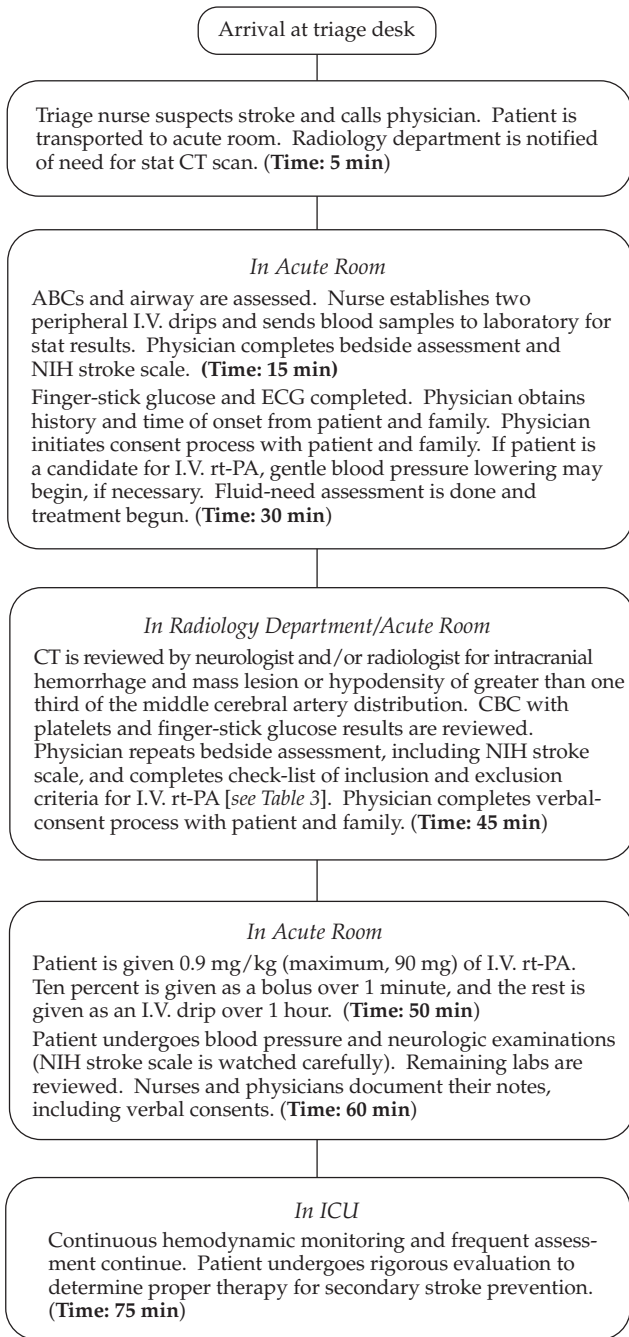 Arrival at triage desk
Triage nurse suspects stroke and calls physician. Patient is
transported to acute room. Radiology department is notified
of need for stat CT scan. (Time: 5 min)
In Acute Room
ABCs and airway are assessed. Nurse establishes two
peripheral I.V. drips and sends blood samples to laboratory for
stat results. Physician completes bedside assessment and
NIH stroke scale. (Time: 15 min)
Finger-stick glucose and ECG completed. Physician obtains
history and time of onset from patient and family. Physician
initiates consent process with patient and family. If patient is
a candidate for I.V. rt-PA, gentle blood pressure lowering may
begin, if necessary. Fluid-need assessment is done and
treatment begun. (Time: 30 min)
In Radiology Department/Acute Room
CT is reviewed by neurologist and/or radiologist for intracranial
hemorrhage and mass lesion or hypodensity of greater than one
third of the middle cerebral artery distribution. CBC with
platelets and finger-stick glucose results are reviewed.
Physician repeats bedside assessment, including NIH stroke
scale, and completes check-list of inclusion and exclusion
criteria for I.V. rt-PA [see Table 3]. Physician completes verbal-
consent process with patient and family. (Time: 45 min)
In Acute Room
Patient is given 0.9 mg/kg (maximum, 90 mg) of I.V. rt-PA.
Ten percent is given as a bolus over 1 minute, and the rest is
given as an I.V. drip over 1 hour. (Time: 50 min)
Patient undergoes blood pressure and neurologic examinations
(NIH stroke scale is watched carefully). Remaining labs are
reviewed. Nurses and physicians document their notes,
including verbal consents. (Time: 60 min)
In ICU
Continuous hemodynamic monitoring and frequent assess-
ment continue. Patient undergoes rigorous evaluation to
determine proper therapy for secondary stroke prevention.
(Time: 75 min)